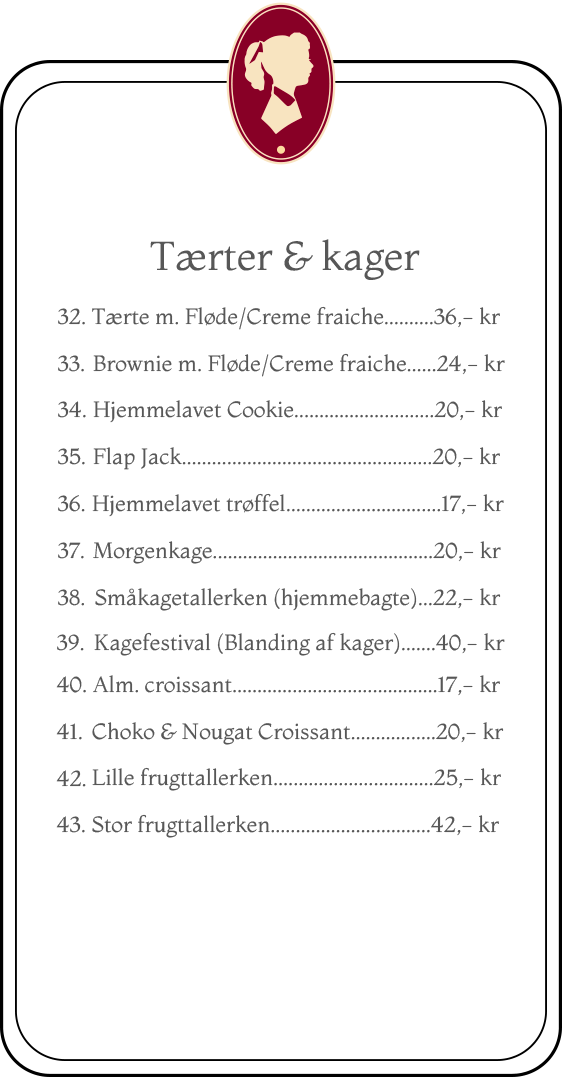 Tærter & kager
32. Tærte m. Fløde/Creme fraiche..........36,- kr
33. Brownie m. Fløde/Creme fraiche......24,- kr
34. Hjemmelavet Cookie............................20,- kr
35. Flap Jack..................................................20,- kr
36. Hjemmelavet trøffel...............................17,- kr
37. Morgenkage............................................20,- kr
38. Småkagetallerken (hjemmebagte)...22,- kr
39. Kagefestival (Blanding af kager).......40,- kr
40. Alm. croissant.........................................17,- kr
41. Choko & Nougat Croissant.................20,- kr
42. Lille frugttallerken................................25,- kr
43. Stor frugttallerken................................42,- kr